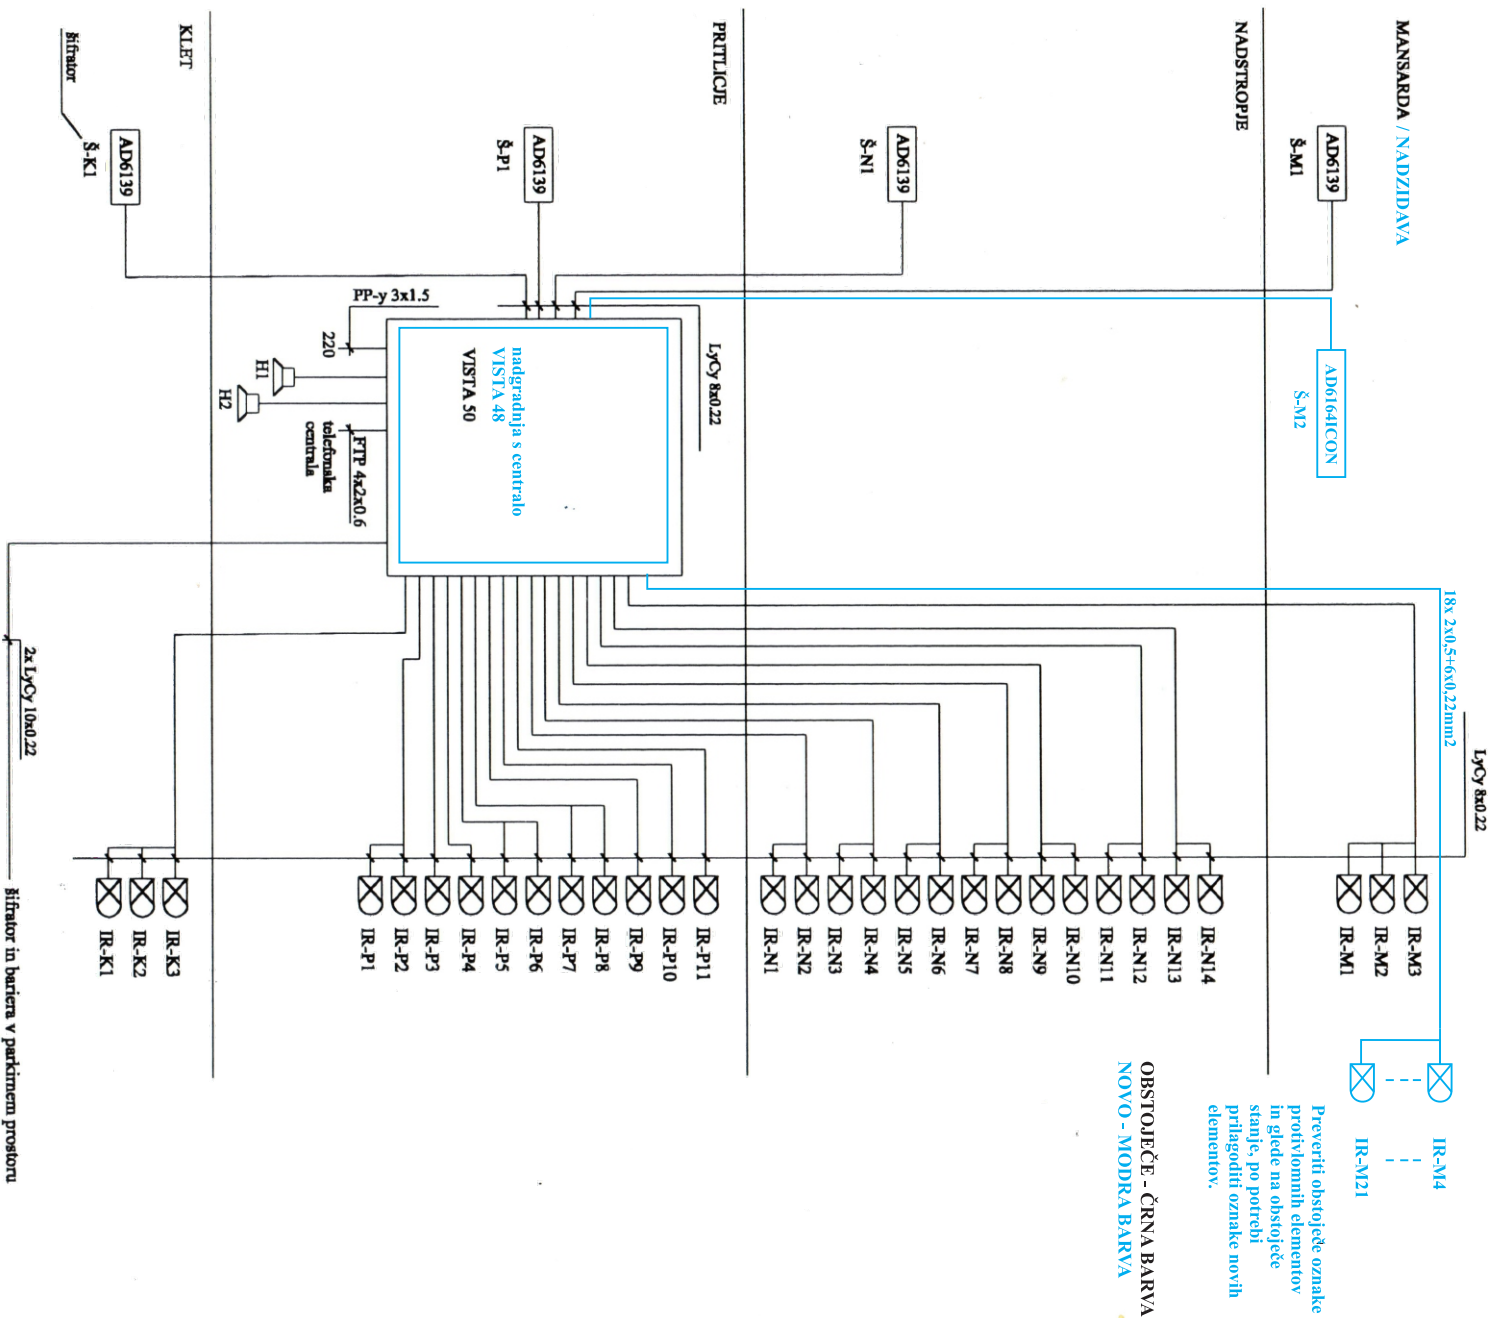 MANSARDA / NADZIDAVA
NADSTROPJE
PRITLIČJE
KLET
AD6139
Š-M1
AD6139
Š-N1
AD6139
Š-P1
AD6139
Š-K1
šifrator
AD6164ICON
Š-M2
PP-y 3x1.5
220
H1
H2
telefonska
centrala
FTP 4x2x0.6
LyCy 8x0.22
nadgradnja s centralo
VISTA 48
VISTA 50
18x 2x0,5+6x0,22mm2
LyCy 8x0.22
2x LyCy 10x0.22
šifrator in bariera v parkirnem prostoru
IR-M3
IR-M2
IR-M1
IR-N14
IR-N13
IR-N12
IR-N11
IR-N10
IR-N9
IR-N8
IR-N7
IR-N6
IR-N5
IR-N4
IR-N3
IR-N2
IR-N1
IR-P11
IR-P10
IR-P9
IR-P8
IR-P7
IR-P6
IR-P5
IR-P4
IR-P3
IR-P2
IR-P1
IR-K3
IR-K2
IR-K1
IR-M4
IR-M21
Preveriti obstoječe oznake
protivlomnih elementov
in glede na obstoječe
stanje, po potrebi
prilagoditi oznake novih
elementov.
OBSTOJEČE - ČRNA BARVA
NOVO - MODRA BARVA